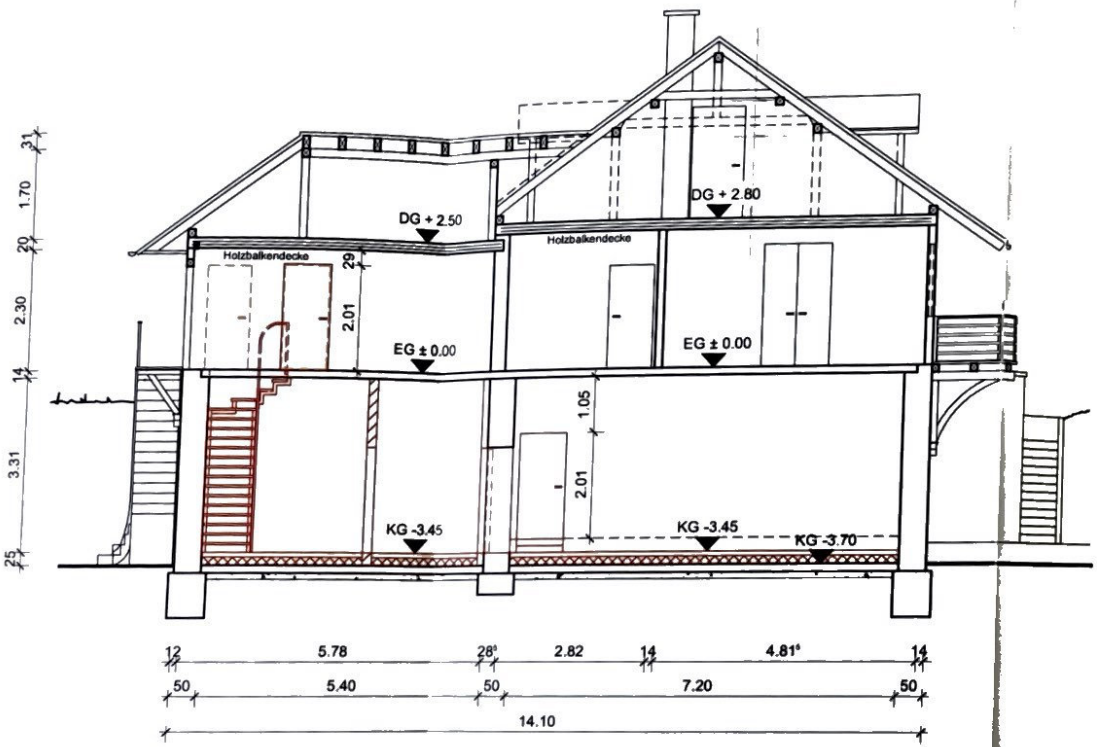 31
1.70
20
2.30
14
3.31
25
DG + 2.80
DG + 2.50
Holzbalkendecke
Holzbalkendecke
29
2.01
EG ± 0.00
EG ± 0.00
1.05
2.01
KG -3.45
KG -3.45
KG -3.70
12 5.78 28⁵ 2.82 14 4.81⁵ 14
50 5.40 50 7.20 50
14.10